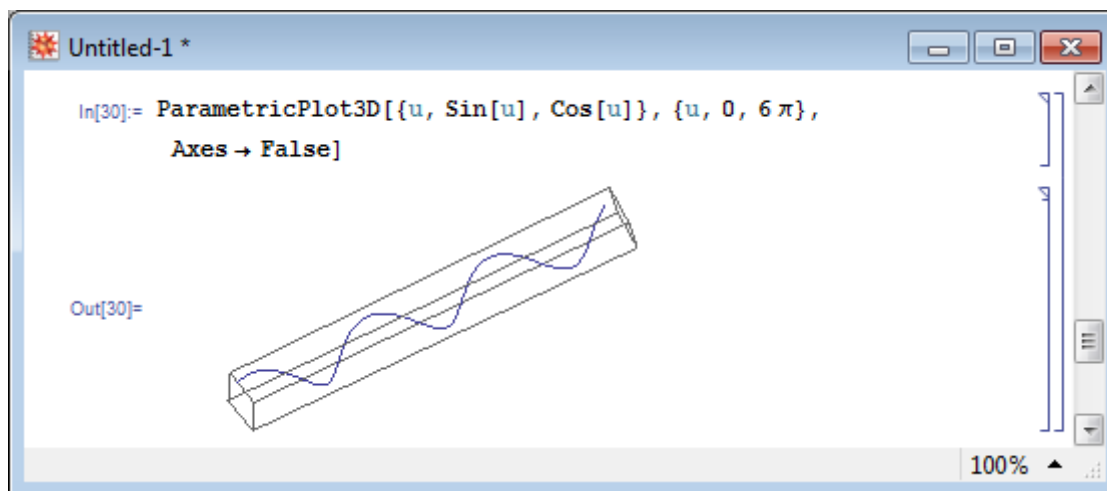 Untitled-1 *
In[30]:= ParametricPlot3D[{u, Sin[u], Cos[u]}, {u, 0, 6 π},
Axes → False]
Out[30]=
100%